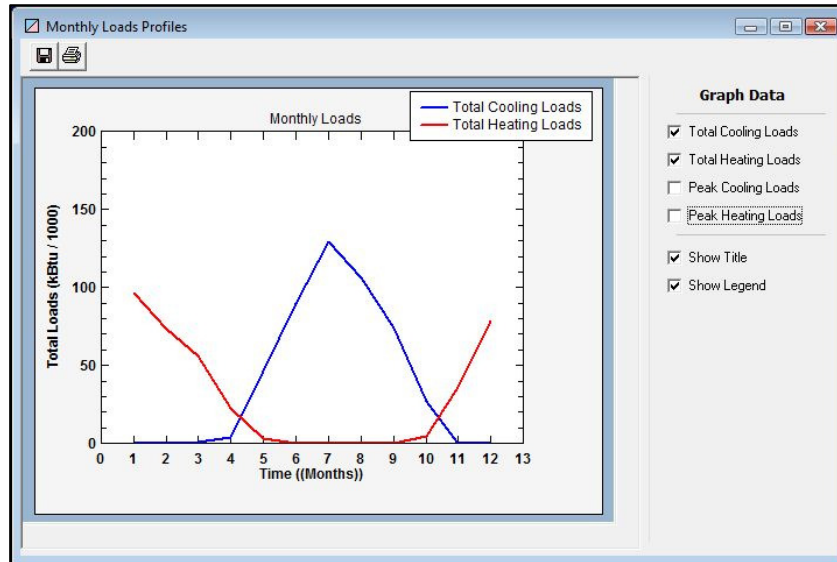 Monthly Loads Profiles
Monthly Loads
Total Cooling Loads
Total Heating Loads
200
150
100
50
0
Total Loads (kBtu / 1000)
0 1 2 3 4 5 6 7 8 9 10 11 12 13
Time ((Months))
Graph Data
Total Cooling Loads
Total Heating Loads
Peak Cooling Loads
Peak Heating Loads
Show Title
Show Legend